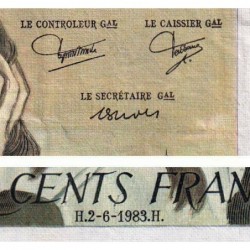 LE CONTROLEUR GAL LE CAISSIER GAL
LE SECRÉTAIRE GAL
CENTS FRAN
H.2-6-1983.H.